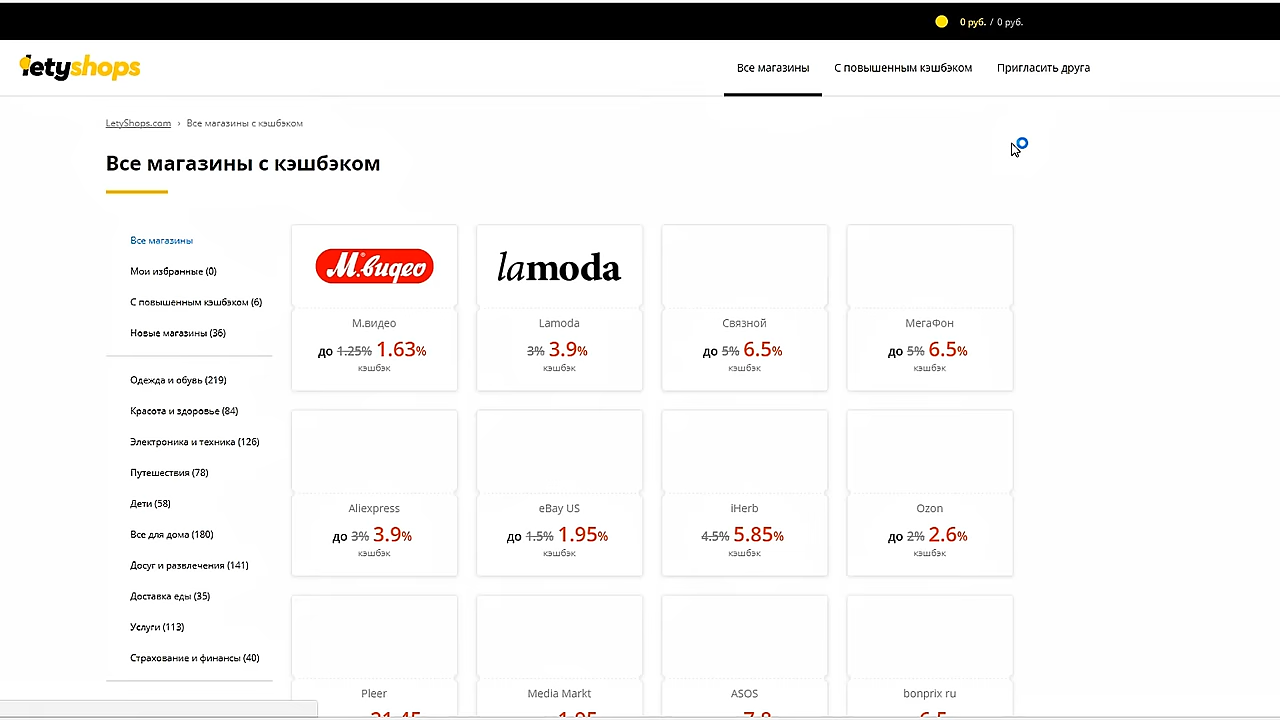 0 руб. / 0 руб.
letyshops
Все магазины С повышенным кэшбэком Пригласить друга
LetyShops.com › Все магазины с кэшбэком
Все магазины с кэшбэком
Все магазины
Мои избранные (0)
С повышенным кэшбэком (6)
Новые магазины (36)
Одежда и обувь (219)
Красота и здоровье (84)
Электроника и техника (126)
Путешествия (78)
Дети (58)
Все для дома (180)
Досуг и развлечения (141)
Доставка еды (35)
Услуги (113)
Страхование и финансы (40)
М.видео lamoda
М.видео Lamoda Связной МегаФон
до 1.25% 1.63% 3% 3.9% до 5% 6.5% до 5% 6.5%
кэшбэк кэшбэк кэшбэк кэшбэк
Aliexpress eBay US iHerb Ozon
до 3% 3.9% до 1.5% 1.95% 4.5% 5.85% до 2% 2.6%
кэшбэк кэшбэк кэшбэк кэшбэк
Pleer Media Markt ASOS bonprix ru